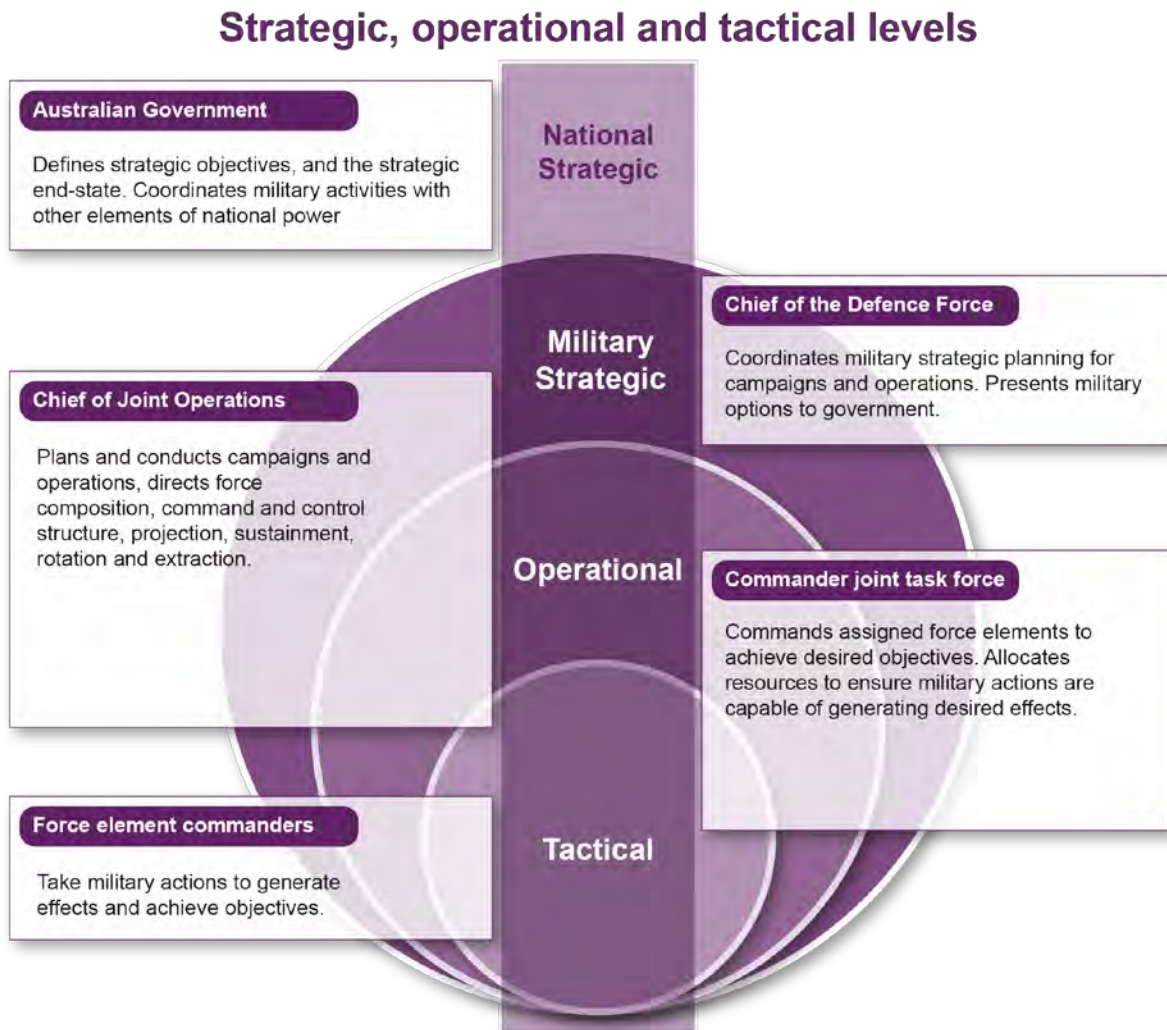 Strategic, operational and tactical levels
Australian Government
Defines strategic objectives, and the strategic
end-state. Coordinates military activities with
other elements of national power
National
Strategic
Chief of the Defence Force
Coordinates military strategic planning for
campaigns and operations. Presents military
options to government.
Military
Strategic
Chief of Joint Operations
Plans and conducts campaigns and
operations, directs force
composition, command and control
structure, projection, sustainment,
rotation and extraction.
Operational
Commander joint task force
Commands assigned force elements to
achieve desired objectives. Allocates
resources to ensure military actions are
capable of generating desired effects.
Force element commanders
Take military actions to generate
effects and achieve objectives.
Tactical